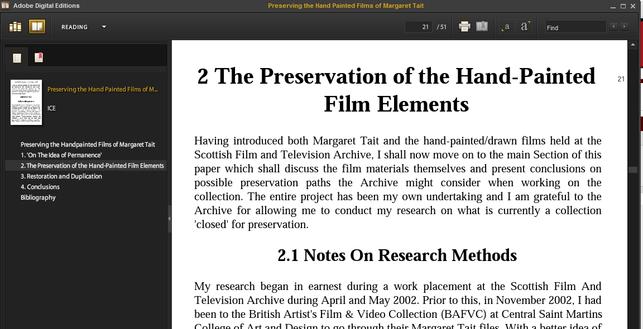 Adobe Digital Editions
Preserving the Hand Painted Films of Margaret Tait
READING
21 / 51
a
a
Find
Preserving the Hand Painted Films of M...
ICE
Preserving the Handpainted Films of Margaret Tait
1. 'On The Idea of Permanence'
2. The Preservation of the Hand-Painted Film Elements
3. Restoration and Duplication
4. Conclusions
Bibliography
21
2 The Preservation of the Hand-Painted
Film Elements
Having introduced both Margaret Tait and the hand-painted/drawn films held at the
Scottish Film and Television Archive, I shall now move on to the main Section of this
paper which shall discuss the film materials themselves and present conclusions on
possible preservation paths the Archive might consider when working on the
collection. The entire project has been my own undertaking and I am grateful to the
Archive for allowing me to conduct my research on what is currently a collection
'closed' for preservation.
2.1 Notes On Research Methods
My research began in earnest during a work placement at the Scottish Film And
Television Archive during April and May 2002. Prior to this, in November 2002, I had
been to the British Artist's Film & Video Collection (BAFVC) at Central Saint Martins
College of Art and Design to go through their Margaret Tait files. With a better idea of